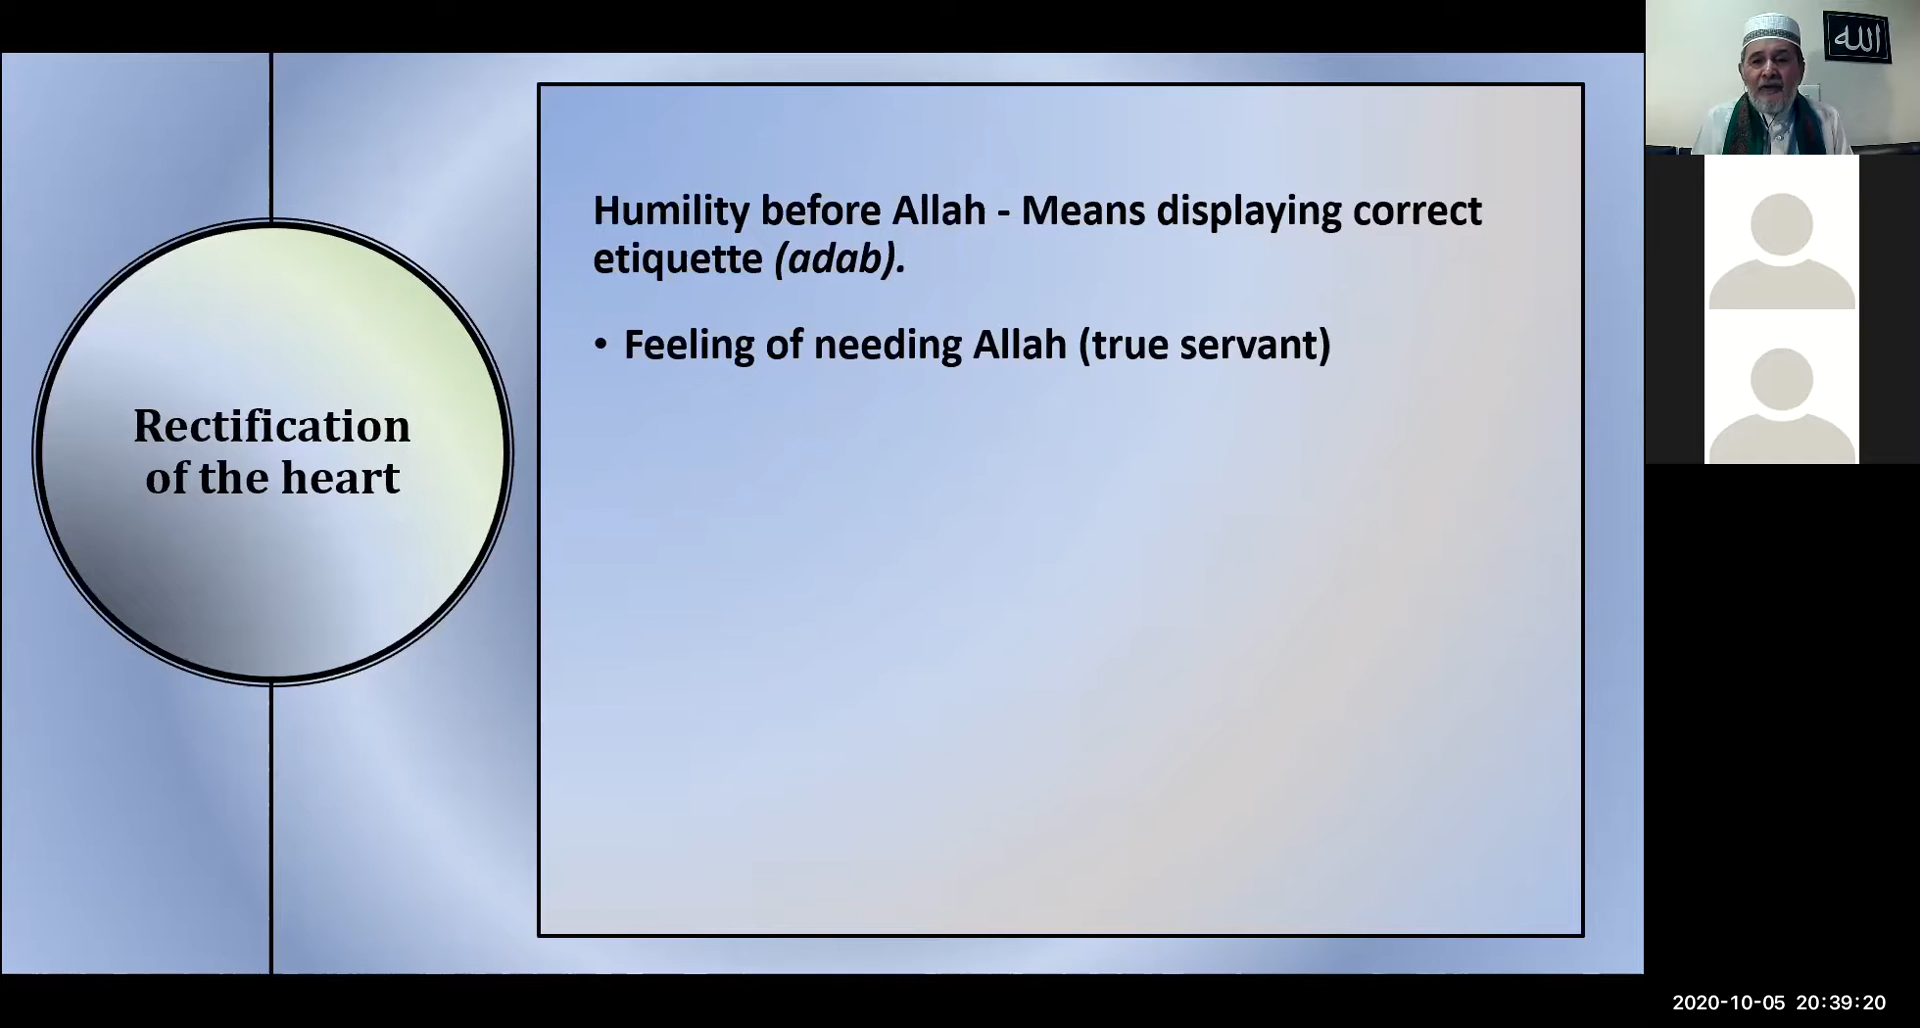 Rectification
of the heart
Humility before Allah - Means displaying correct
etiquette (adab).
• Feeling of needing Allah (true servant)
الله
2020-10-05 20:39:20